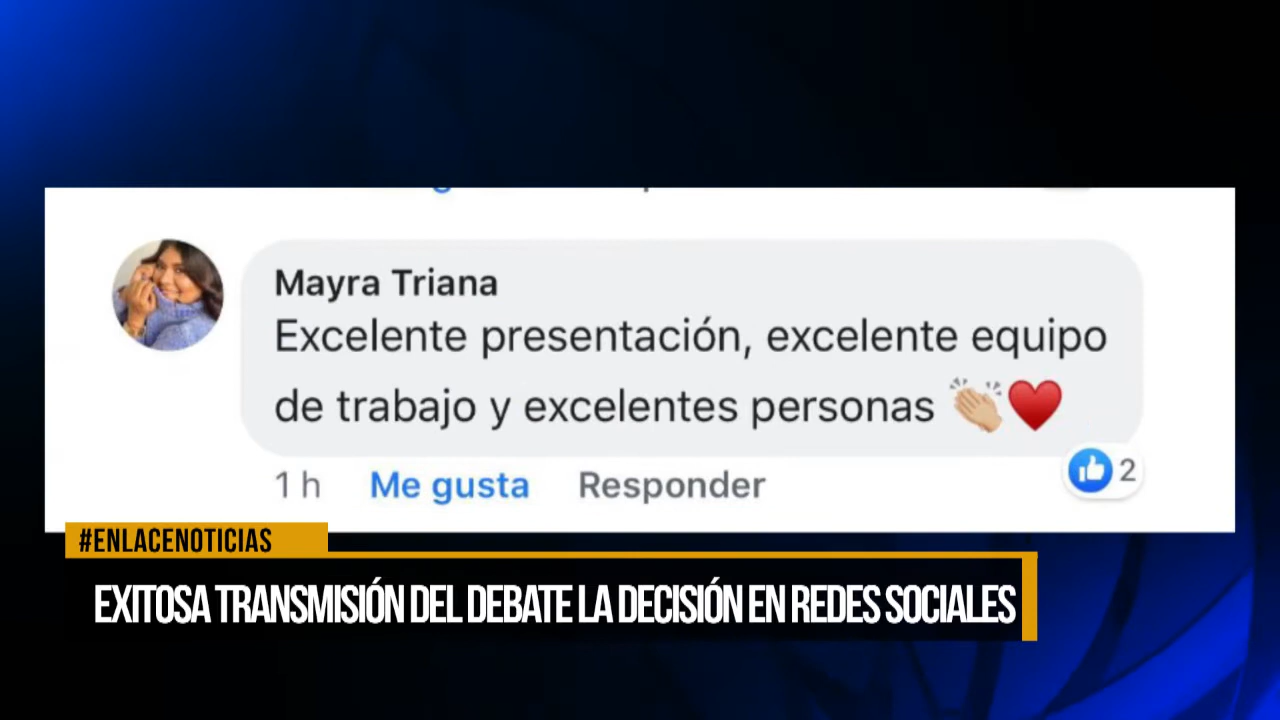 Mayra Triana
Excelente presentación, excelente equipo
de trabajo y excelentes personas 👏🏼❤️
1 h Me gusta Responder 2
#ENLACENOTICIAS
EXITOSA TRANSMISIÓN DEL DEBATE LA DECISIÓN EN REDES SOCIALES